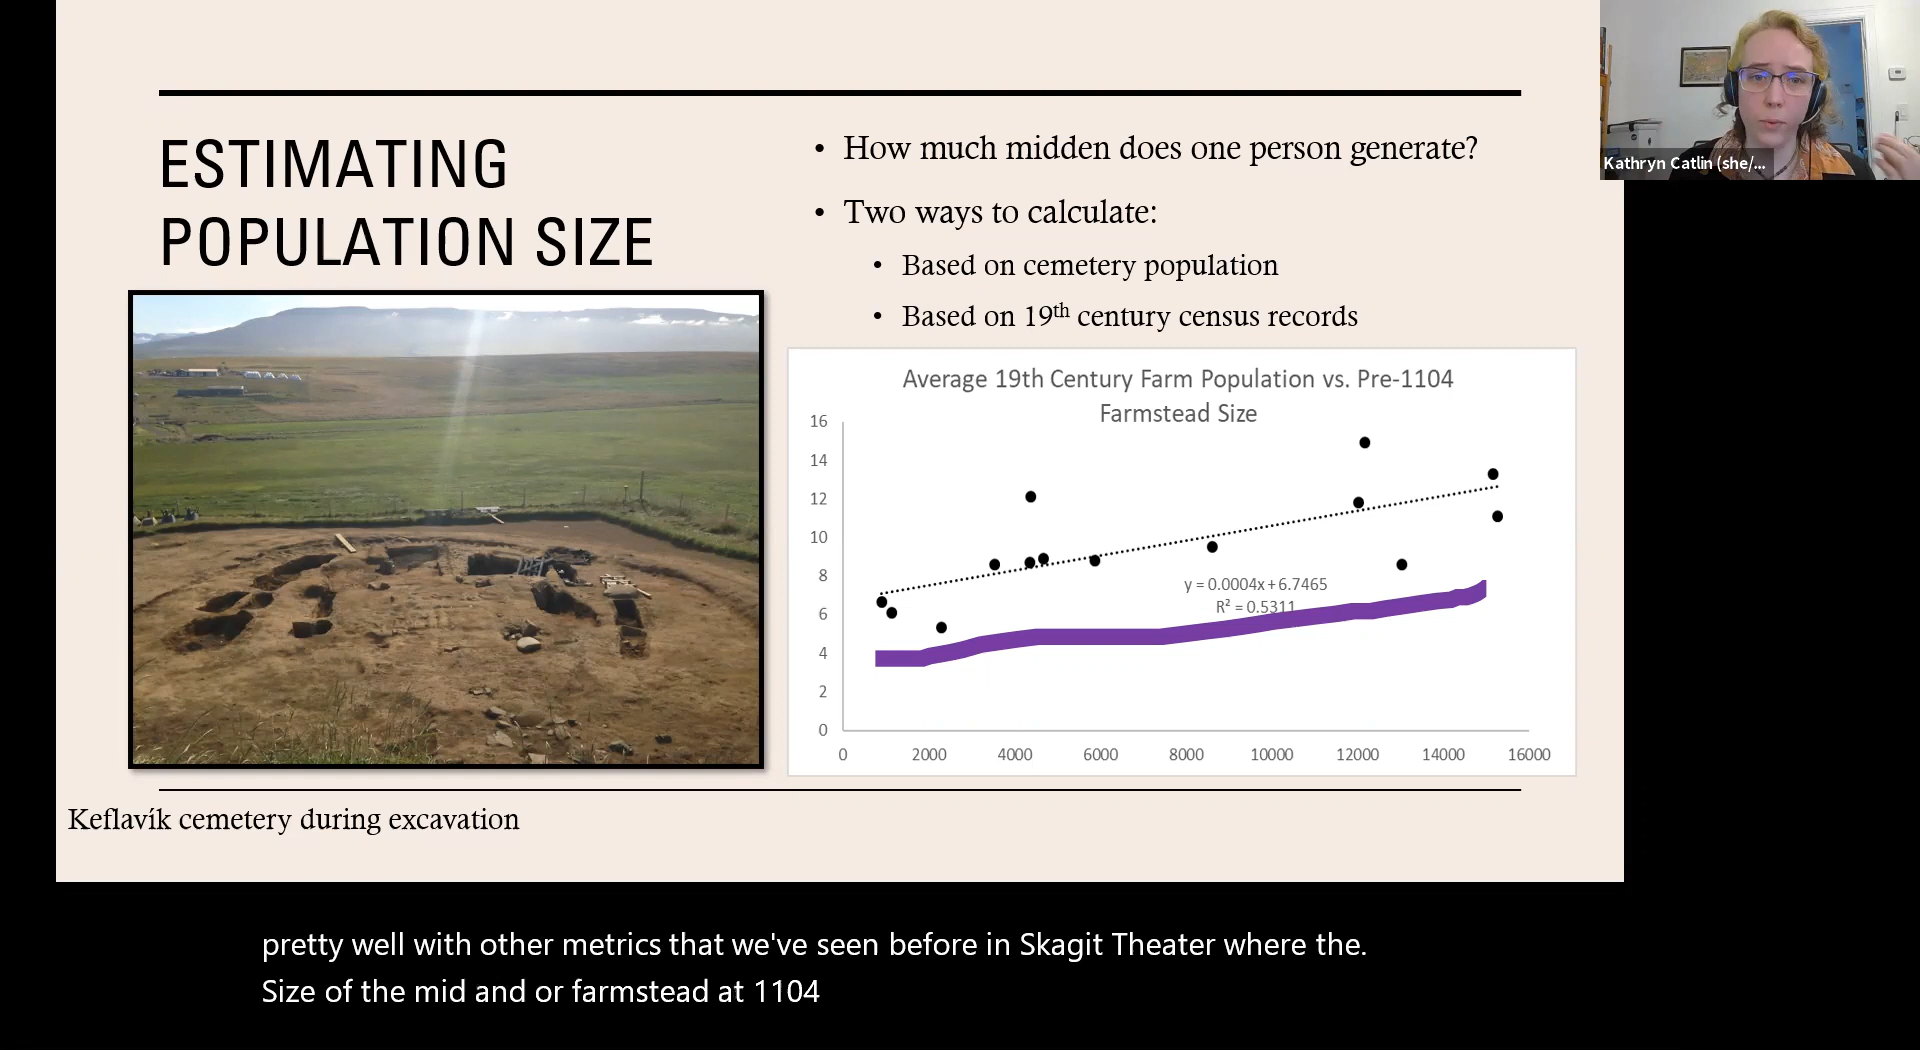 ESTIMATING
POPULATION SIZE
• How much midden does one person generate?
• Two ways to calculate:
• Based on cemetery population
• Based on 19th century census records
Average 19th Century Farm Population vs. Pre-1104
Farmstead Size
16
14
12
10
8
6
4
2
0
y = 0.0004x + 6.7465
R² = 0.5311
0 2000 4000 6000 8000 10000 12000 14000 16000
Keflavík cemetery during excavation
Kathryn Catlin (she/...
pretty well with other metrics that we've seen before in Skagit Theater where the.
Size of the mid and or farmstead at 1104